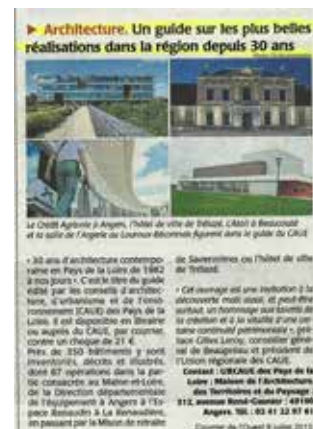 ► Architecture. Un guide sur les plus belles
réalisations dans la région depuis 30 ans
Le Crédit Agricole à Angers, l'hôtel de ville de Trélazé, L'Atoll à Beaucouzé
et la salle de l'Argerie au Louroux-Béconnais figurent dans le guide du CAUE
« 30 ans d'architecture contempo-
raine en Pays de la Loire de 1982
à nos jours ». C'est le titre du guide
édité par les conseils d'architec-
ture, d'urbanisme et de l'envi-
ronnement (CAUE) des Pays de la
Loire. Il est disponible en librairie
ou auprès du CAUE, par courrier,
contre un chèque de 21 €.
Près de 350 bâtiments y sont
inventoriés, décrits et illustrés,
dont 87 opérations dans la par-
tie consacrée au Maine-et-Loire,
de la Direction départementale
de l'équipement à Angers à l'Es-
pace Renaudin à La Renaudière,
en passant par la Maison de retraite
de Savennières ou l'hôtel de ville
de Trélazé.
« Cet ouvrage est une invitation à la
découverte mais aussi, et peut-être
surtout, un hommage aux talents de
la création et à la vitalité d'une cer-
taine continuité patrimoniale », pré-
sace Gilles Leroy, conseiller géné-
ral de Beaupréau et président de
l'Union régionale des CAUE.
Contact : URCAUE des Pays de la
Loire ; Maison de l'Architecture,
des Territoires et du Paysage
312, avenue René-Gasnier ; 49100
Angers. Tél. : 02 41 22 97 61
Courrier de l'Ouest 9 juillet 2013